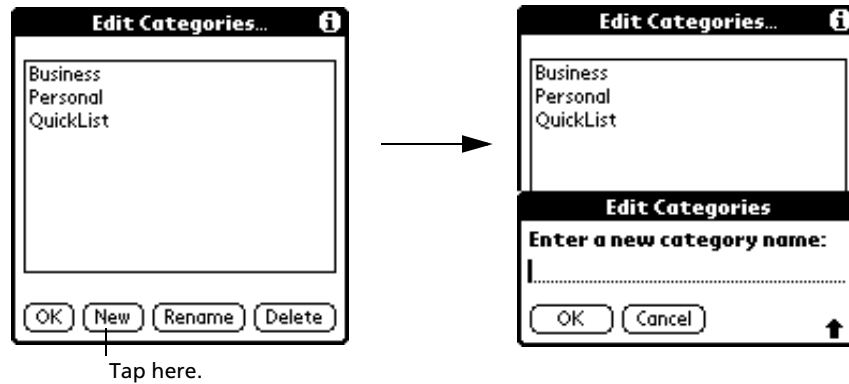 Edit Categories...
Business
Personal
QuickList
OK New Rename Delete
Tap here.
Edit Categories...
Business
Personal
QuickList
Edit Categories
Enter a new category name:
OK Cancel